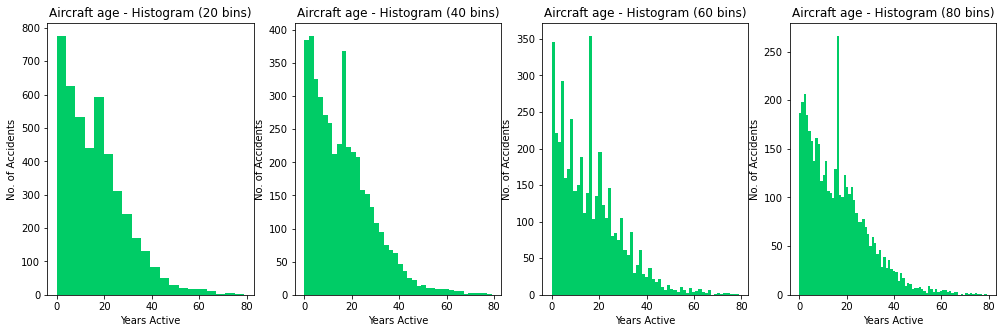 Aircraft age - Histogram (20 bins)
800
700
600
500
400
300
200
100
0
No. of Accidents
0 20 40 60 80
Years Active
Aircraft age - Histogram (40 bins)
400
350
300
250
200
150
100
50
0
No. of Accidents
0 20 40 60 80
Years Active
Aircraft age - Histogram (60 bins)
350
300
250
200
150
100
50
0
No. of Accidents
0 20 40 60 80
Years Active
Aircraft age - Histogram (80 bins)
250
200
150
100
50
0
No. of Accidents
0 20 40 60 80
Years Active